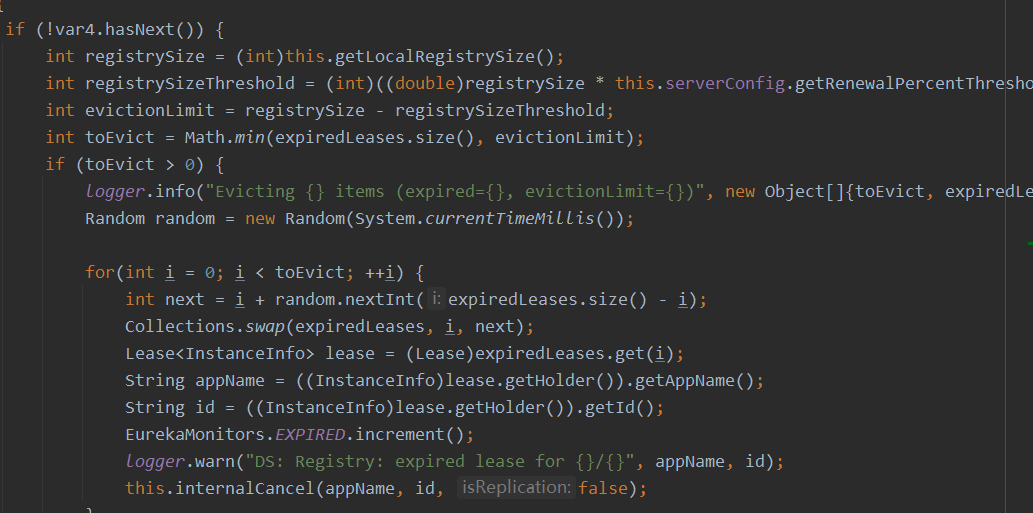 if (!var4.hasNext()) {
int registrySize = (int)this.getLocalRegistrySize();
int registrySizeThreshold = (int)((double)registrySize * this.serverConfig.getRenewalPercentThresho
int evictionLimit = registrySize - registrySizeThreshold;
int toEvict = Math.min(expiredLeases.size(), evictionLimit);
if (toEvict > 0) {
logger.info("Evicting {} items (expired={}, evictionLimit={})", new Object[]{toEvict, expiredLe
Random random = new Random(System.currentTimeMillis());
for(int i = 0; i < toEvict; ++i) {
int next = i + random.nextInt( i: expiredLeases.size() - i);
Collections.swap(expiredLeases, i, next);
Lease<InstanceInfo> lease = (Lease)expiredLeases.get(i);
String appName = ((InstanceInfo)lease.getHolder()).getAppName();
String id = ((InstanceInfo)lease.getHolder()).getId();
EurekaMonitors.EXPIRED.increment();
logger.warn("DS: Registry: expired lease for {}/{}", appName, id);
this.internalCancel(appName, id, isReplication: false);